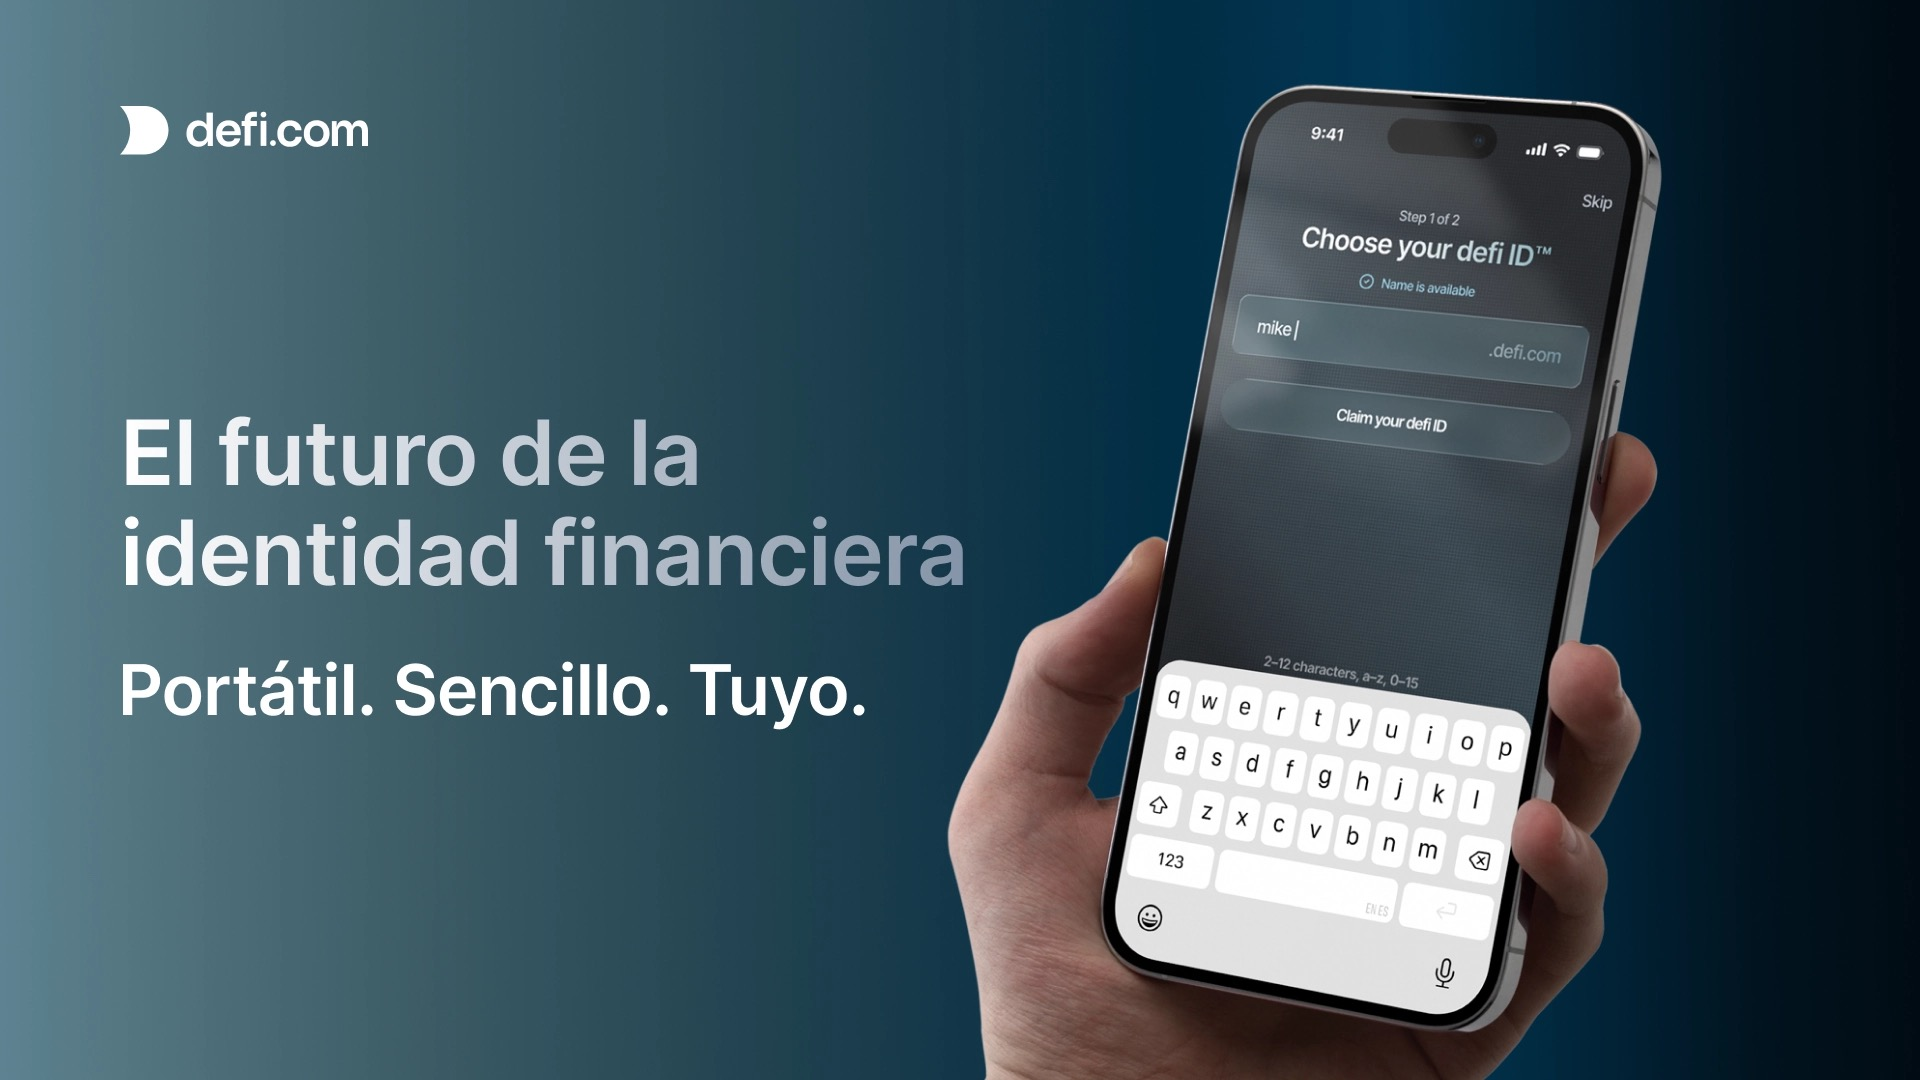 defi.com
El futuro de la
identidad financiera
Portátil. Sencillo. Tuyo.
9:41
Skip
Step 1 of 2
Choose your defi ID™
Name is available
mike
.defi.com
Claim your defi ID
2–12 characters, a–z, 0–15
q w e r t y u i o p
a s d f g h j k l
z x c v b n m
123
EN ES